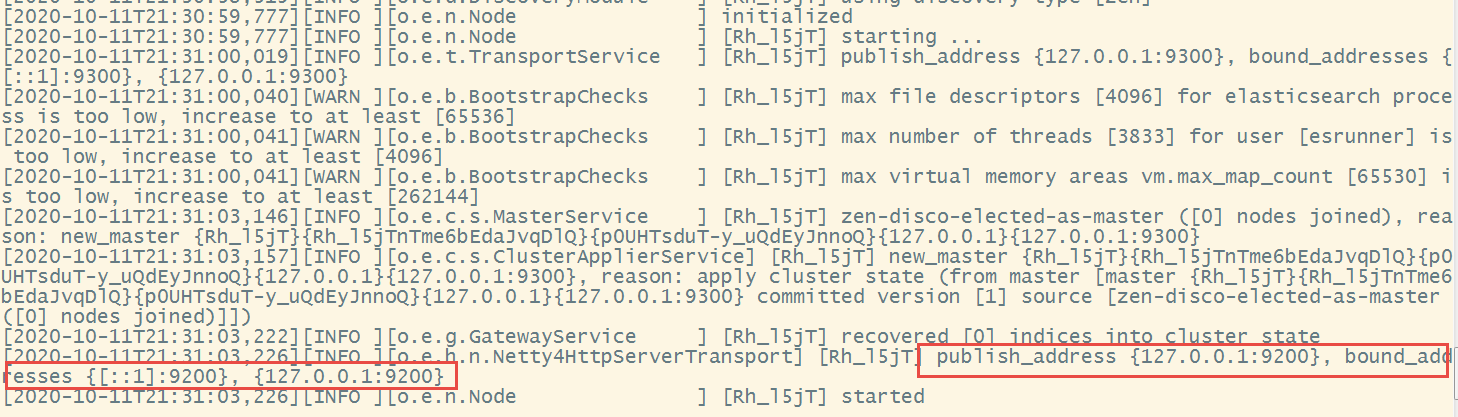 [2020-10-11T21:30:59,777][INFO ][o.e.n.Node               ] initialized
[2020-10-11T21:30:59,777][INFO ][o.e.n.Node               ] [Rh_l5jT] starting ...
[2020-10-11T21:31:00,019][INFO ][o.e.t.TransportService   ] [Rh_l5jT] publish_address {127.0.0.1:9300}, bound_addresses {
[::1]:9300}, {127.0.0.1:9300}
[2020-10-11T21:31:00,040][WARN ][o.e.b.BootstrapChecks    ] [Rh_l5jT] max file descriptors [4096] for elasticsearch proce
ss is too low, increase to at least [65536]
[2020-10-11T21:31:00,041][WARN ][o.e.b.BootstrapChecks    ] [Rh_l5jT] max number of threads [3833] for user [esrunner] is
 too low, increase to at least [4096]
[2020-10-11T21:31:00,041][WARN ][o.e.b.BootstrapChecks    ] [Rh_l5jT] max virtual memory areas vm.max_map_count [65530] i
s too low, increase to at least [262144]
[2020-10-11T21:31:03,146][INFO ][o.e.c.s.MasterService    ] [Rh_l5jT] zen-disco-elected-as-master ([0] nodes joined), rea
son: new_master {Rh_l5jT}{Rh_l5jTnTme6bEdaJvqDlQ}{p0UHTsduT-y_uQdEyJnnoQ}{127.0.0.1}{127.0.0.1:9300}
[2020-10-11T21:31:03,157][INFO ][o.e.c.s.ClusterApplierService] [Rh_l5jT] new_master {Rh_l5jT}{Rh_l5jTnTme6bEdaJvqDlQ}{p0
UHTsduT-y_uQdEyJnnoQ}{127.0.0.1}{127.0.0.1:9300}, reason: apply cluster state (from master [master {Rh_l5jT}{Rh_l5jTnTme6
bEdaJvqDlQ}{p0UHTsduT-y_uQdEyJnnoQ}{127.0.0.1}{127.0.0.1:9300} committed version [1] source [zen-disco-elected-as-master
([0] nodes joined)]])
[2020-10-11T21:31:03,222][INFO ][o.e.g.GatewayService     ] [Rh_l5jT] recovered [0] indices into cluster_state
[2020-10-11T21:31:03,226][INFO ][o.e.h.n.Netty4HttpServerTransport] [Rh_l5jT] publish_address {127.0.0.1:9200}, bound_add
resses {[::1]:9200}, {127.0.0.1:9200}
[2020-10-11T21:31:03,226][INFO ][o.e.n.Node               ] [Rh_l5jT] started